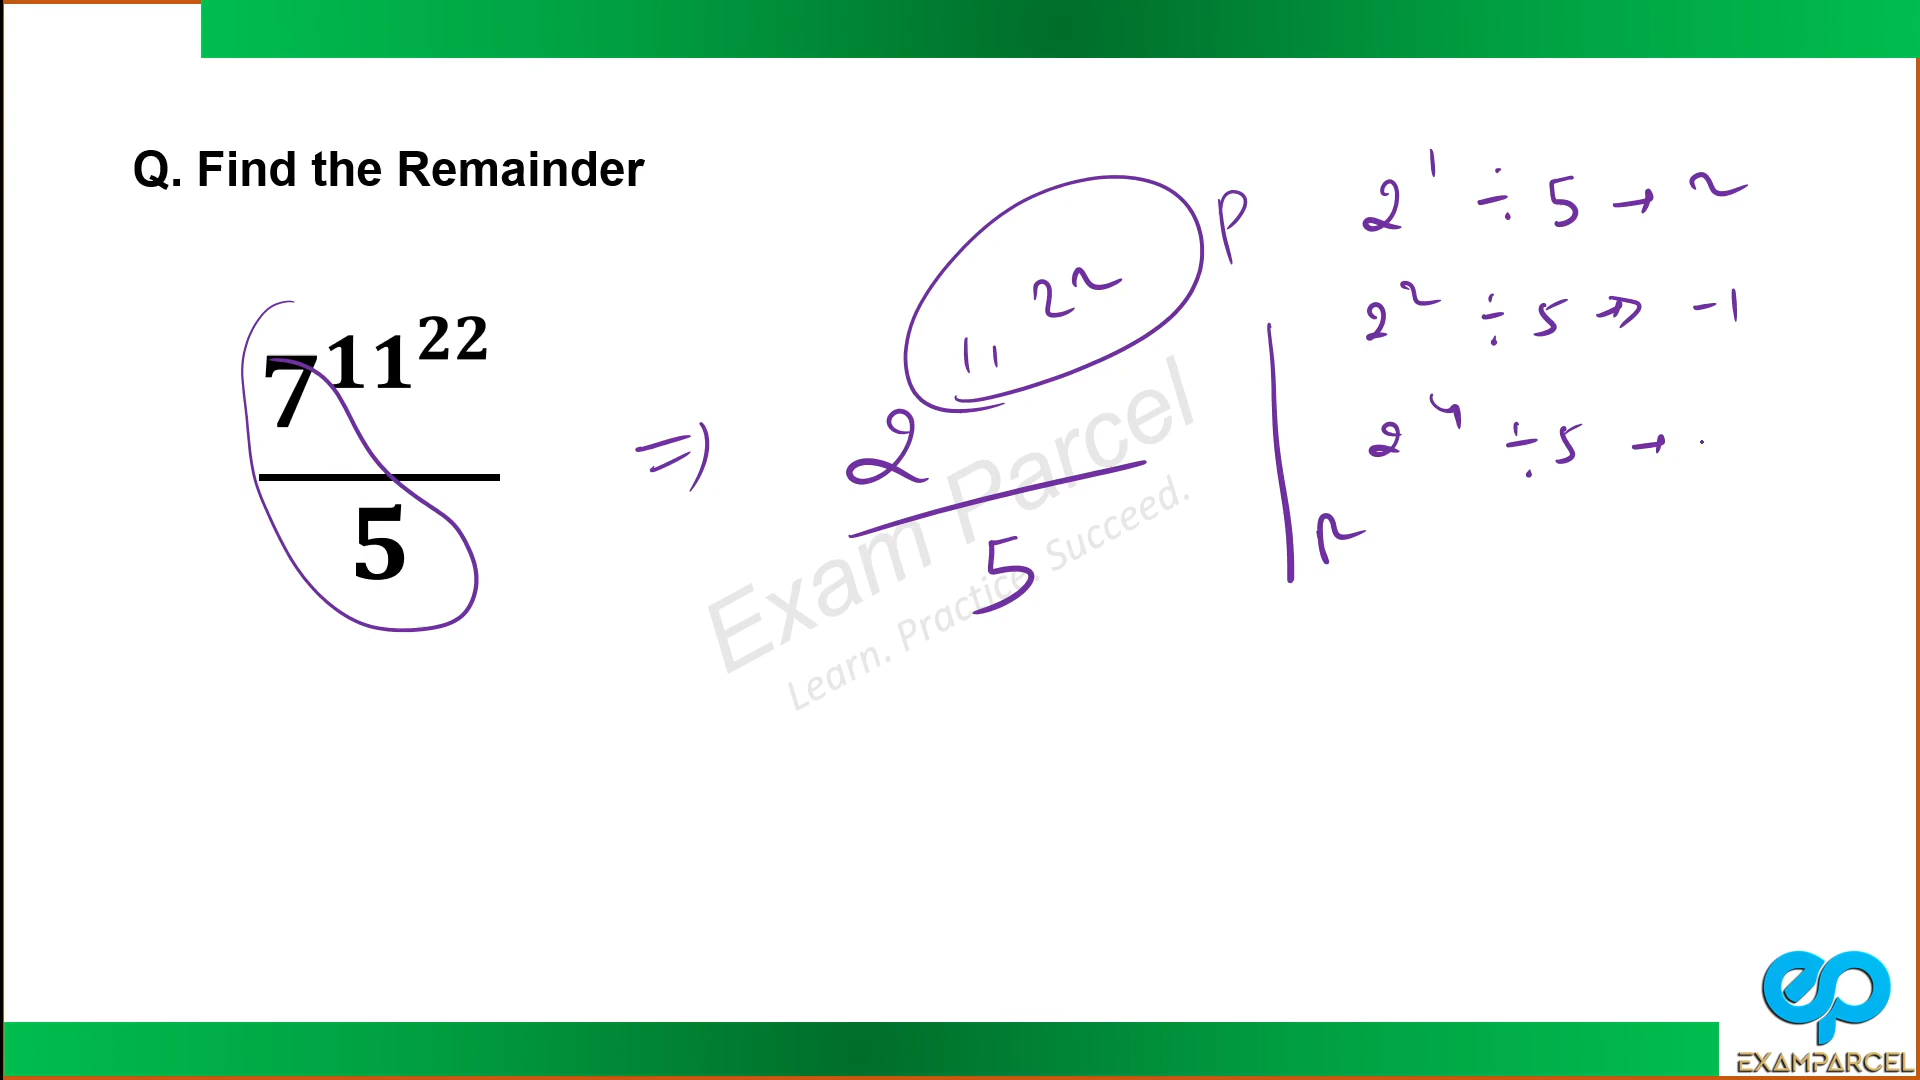 Q. Find the Remainder
7^11^22
5
⇒
2^11^22
5
P
2^1 ÷ 5 → 2
2^2 ÷ 5 → -1
2^4 ÷ 5 →
Exam Parcel
Learn. Practice. Succeed.
ep
EXAMPARCEL